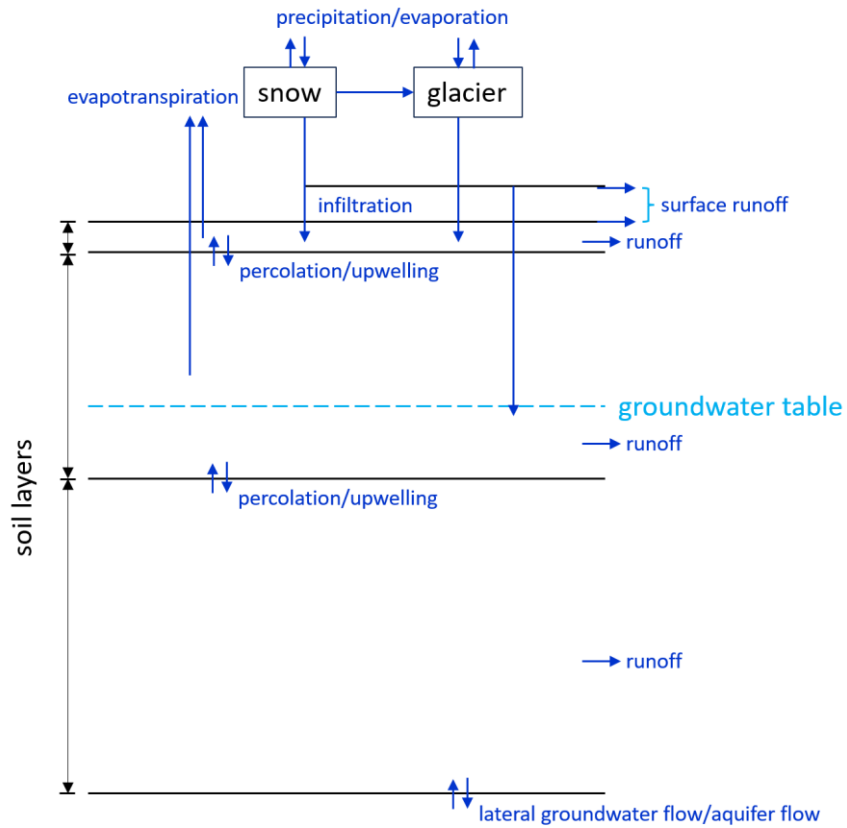 precipitation/evaporation
snow
glacier
evapotranspiration
infiltration
surface runoff
runoff
percolation/upwelling
groundwater table
runoff
percolation/upwelling
soil layers
runoff
lateral groundwater flow/aquifer flow